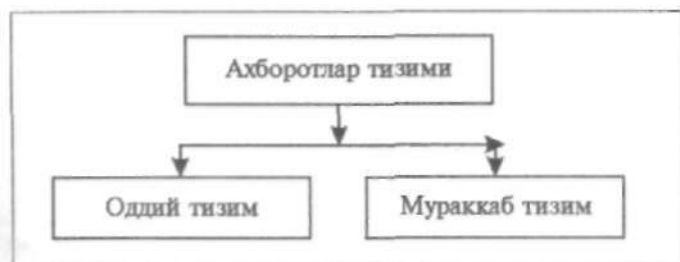 Ахборотлар тизими
Оддий тизим
Мураккаб тизим